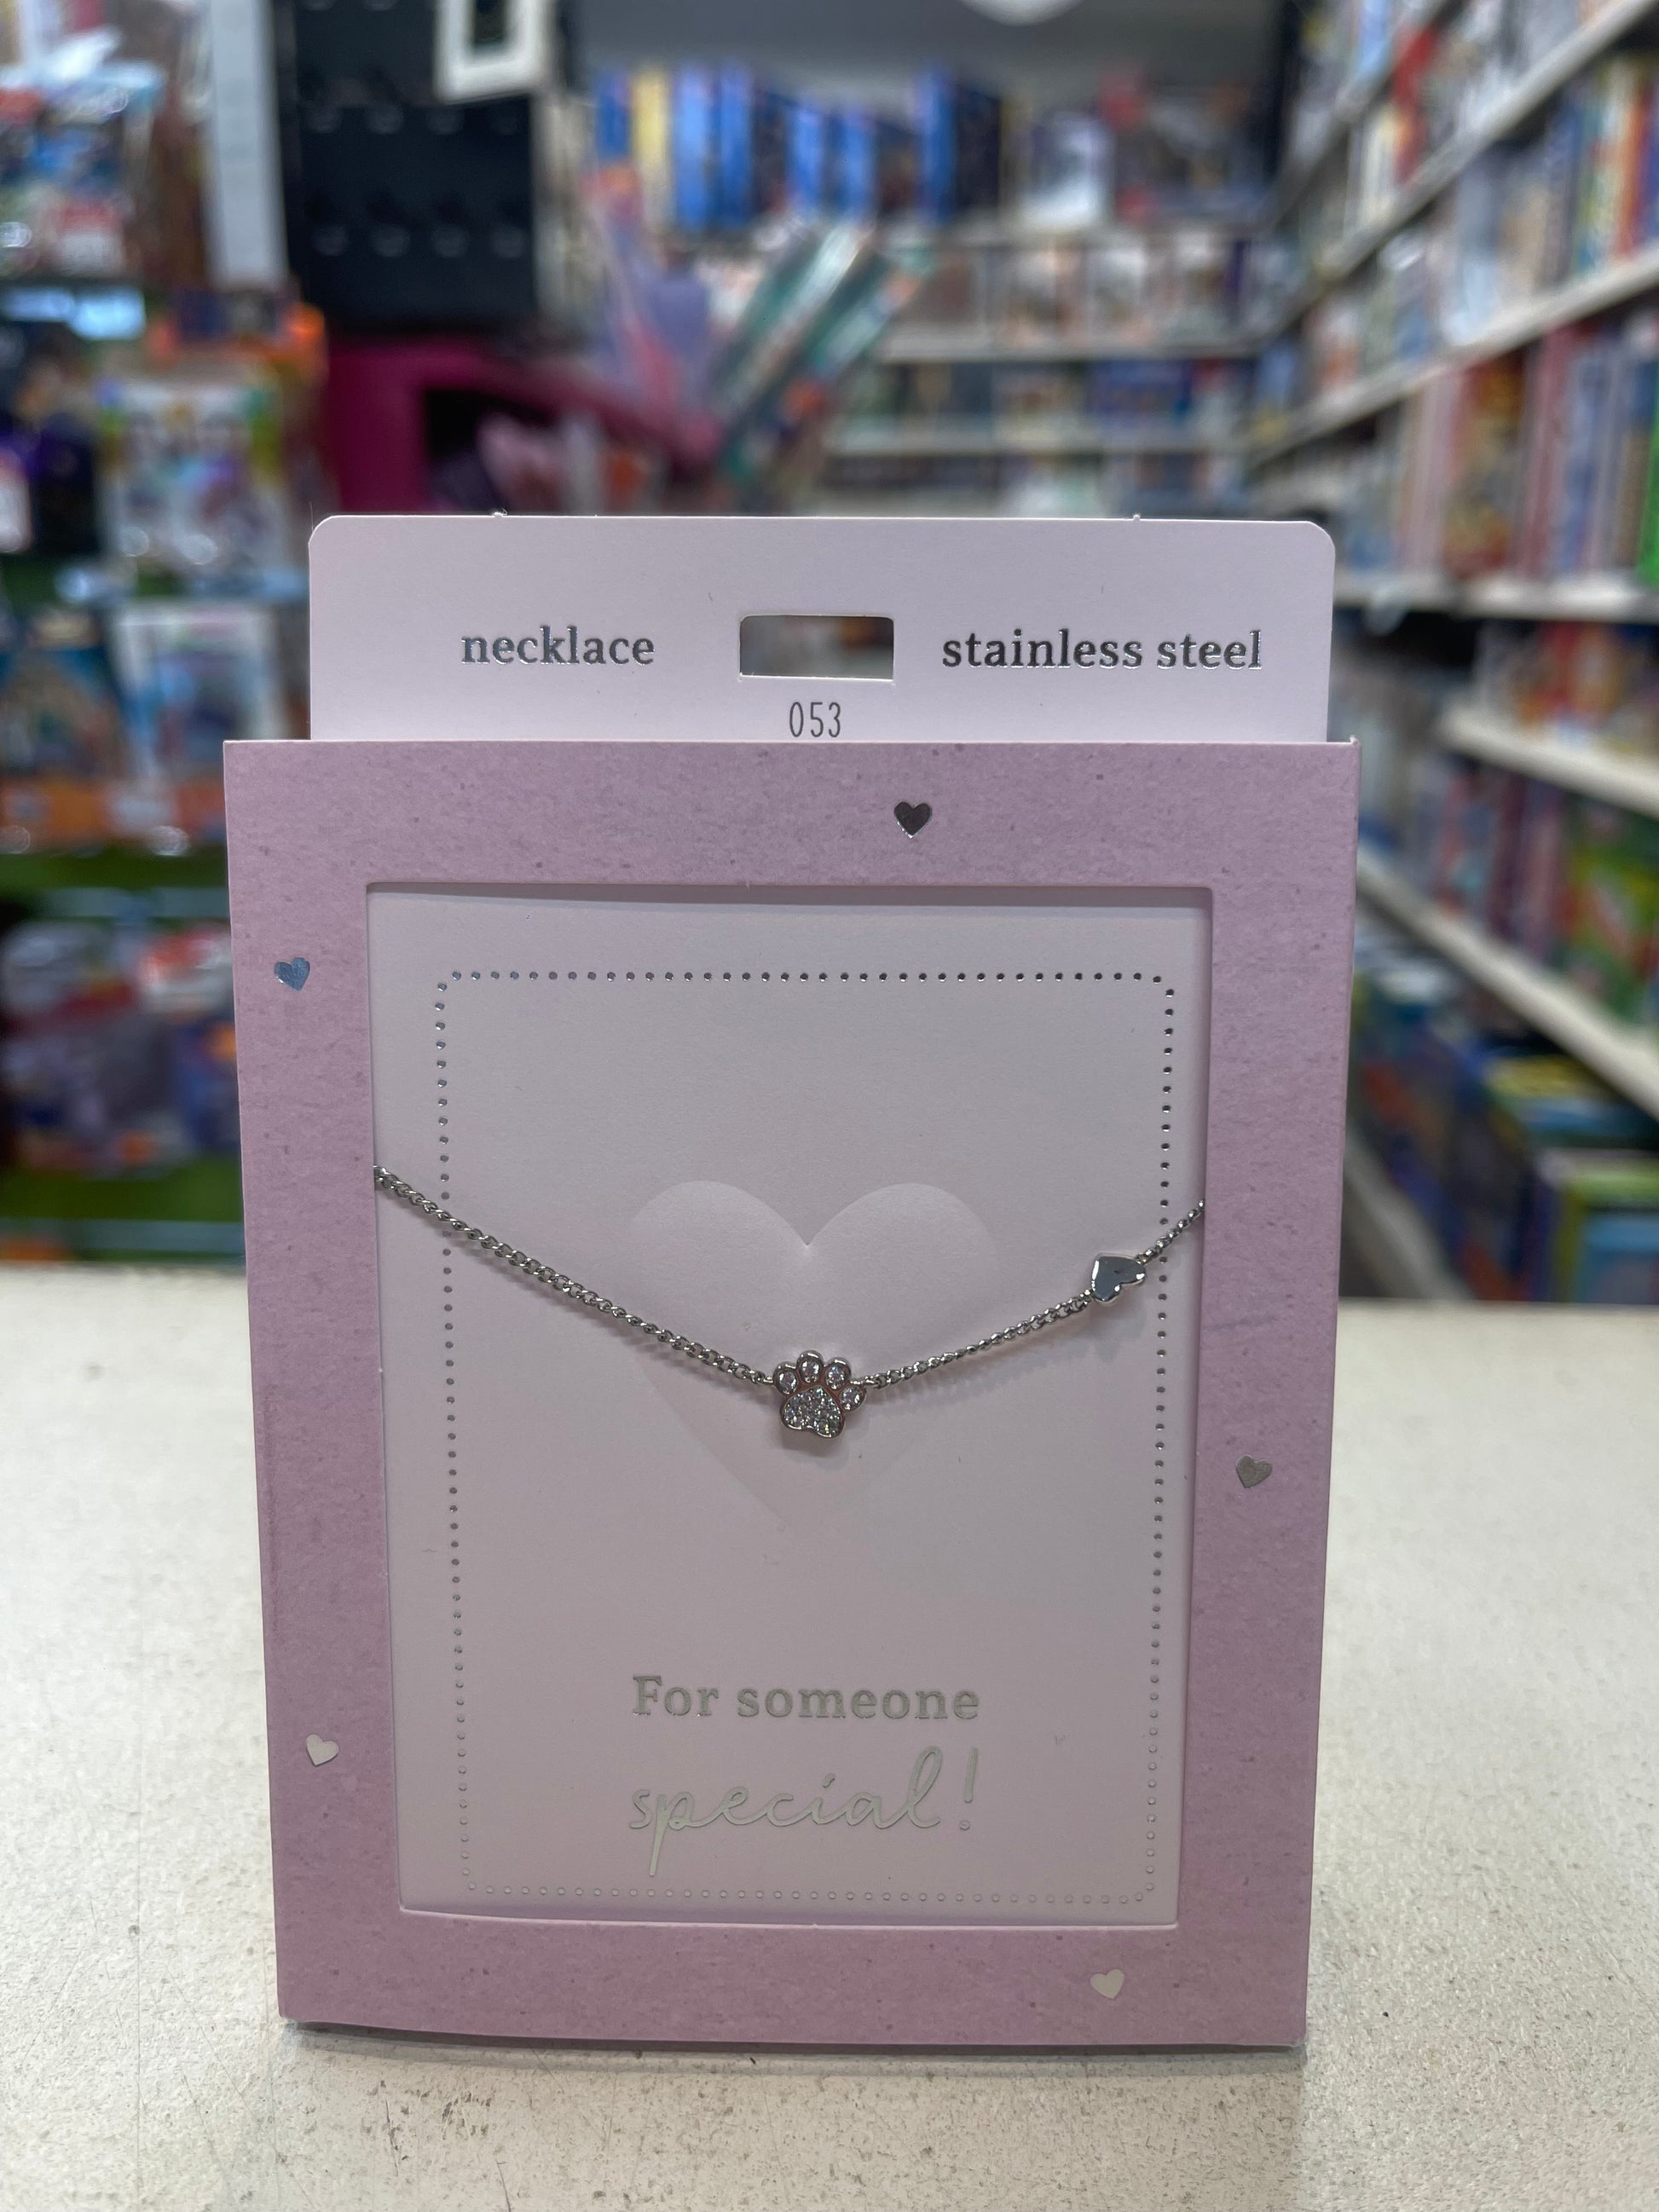 necklace stainless steel
053
For someone
special!